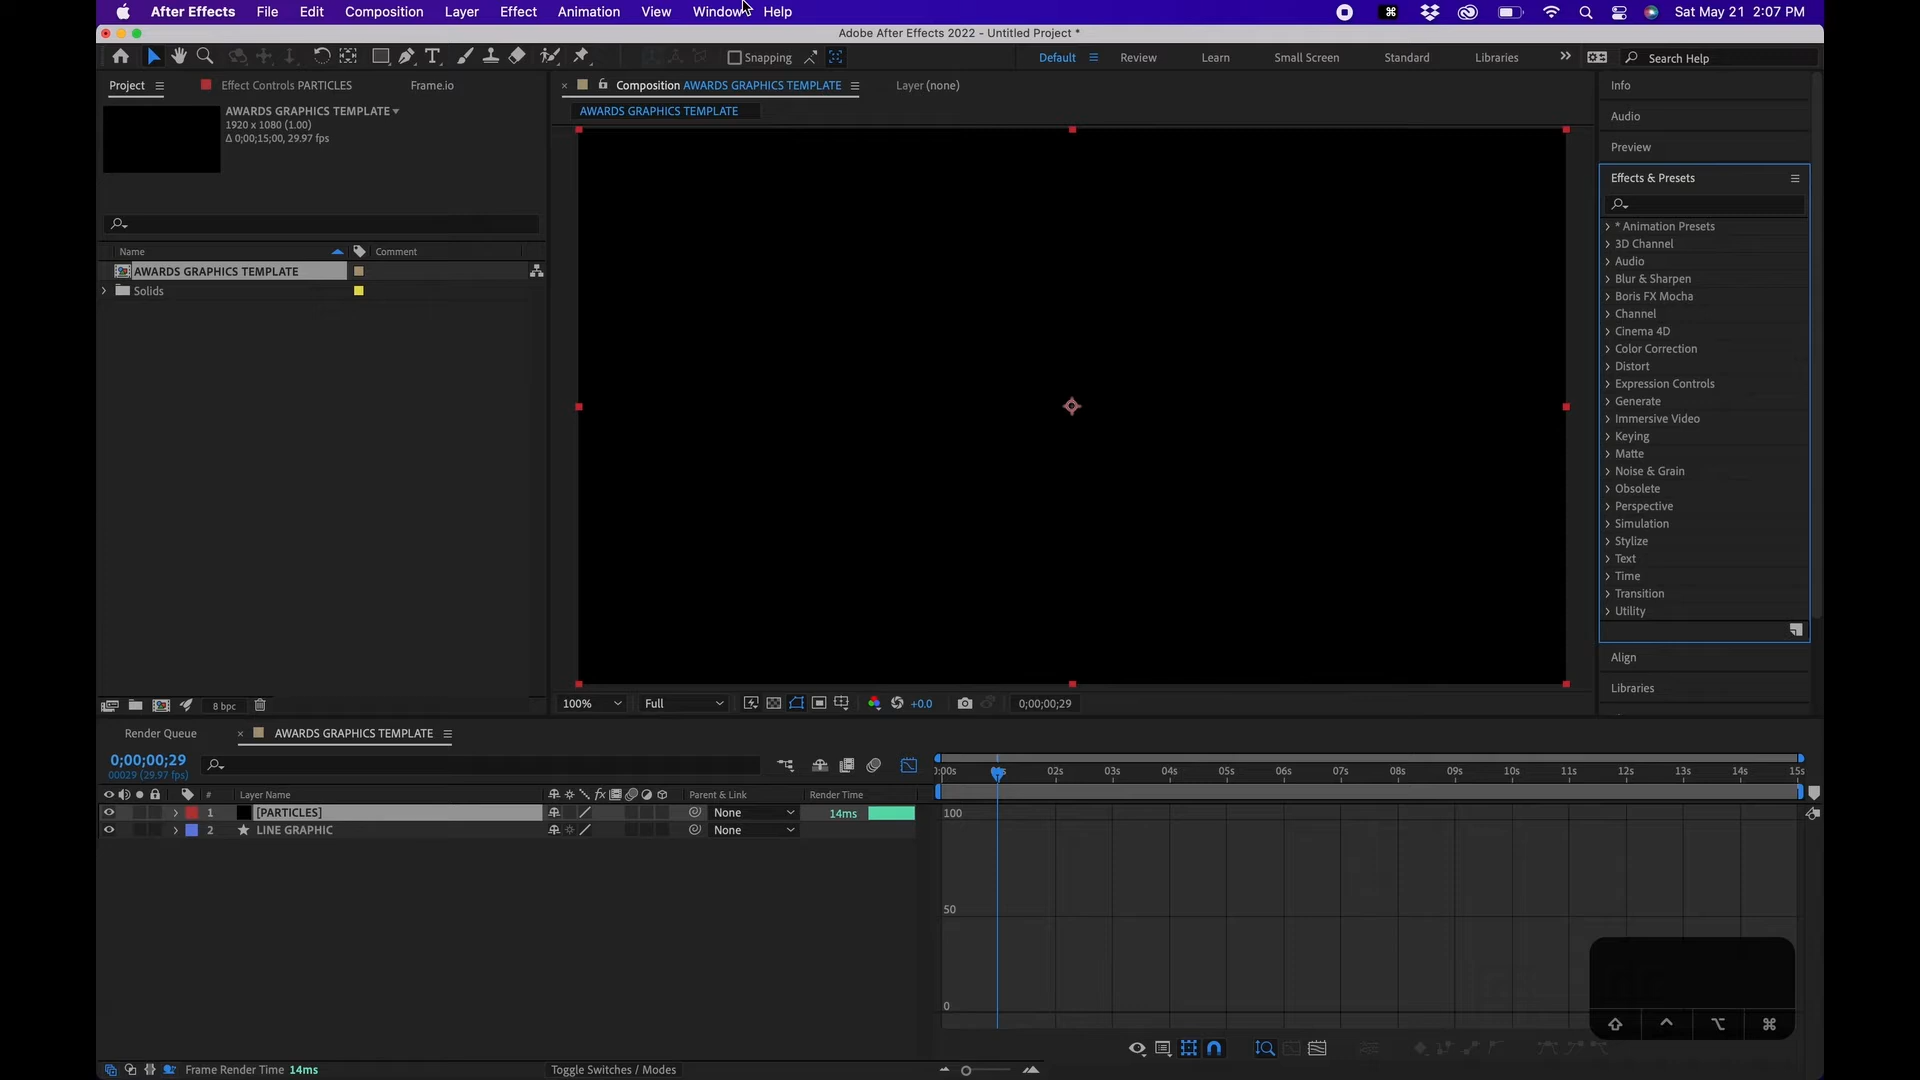 After Effects File Edit Composition Layer Effect Animation View Window Help Sat May 21 2:07 PM
Adobe After Effects 2022 - Untitled Project *
Snapping Default Review Learn Small Screen Standard Libraries Search Help
Project Effect Controls PARTICLES Frame.io
AWARDS GRAPHICS TEMPLATE
1920 x 1080 (1.00)
Δ 0;00;15;00, 29.97 fps
Name Comment
AWARDS GRAPHICS TEMPLATE
Solids
8 bpc
Composition AWARDS GRAPHICS TEMPLATE Layer (none)
AWARDS GRAPHICS TEMPLATE
100% Full +0.0 0;00;00;29
Info
Audio
Preview
Effects & Presets
* Animation Presets
3D Channel
Audio
Blur & Sharpen
Boris FX Mocha
Channel
Cinema 4D
Color Correction
Distort
Expression Controls
Generate
Immersive Video
Keying
Matte
Noise & Grain
Obsolete
Perspective
Simulation
Stylize
Text
Time
Transition
Utility
Align
Libraries
Render Queue AWARDS GRAPHICS TEMPLATE
0;00;00;29
00029 (29.97 fps)
# Layer Name Parent & Link Render Time
1 [PARTICLES] None 14ms
2 LINE GRAPHIC None
02s 03s 04s 05s 06s 07s 08s 09s 10s 11s 12s 13s 14s 15s
100
50
0
Frame Render Time 14ms Toggle Switches / Modes